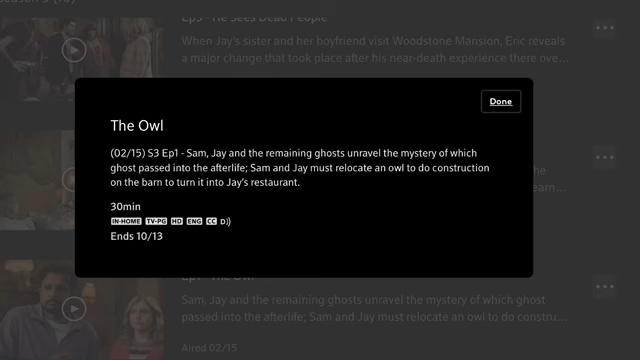 Ep3 - He Sees Dead People
When Jay's sister and her boyfriend visit Woodstone Mansion, Eric reveals
a major change that took place after his near-death experience there ove...
Done
The Owl
(02/15) S3 Ep1 - Sam, Jay and the remaining ghosts unravel the mystery of which
ghost passed into the afterlife; Sam and Jay must relocate an owl to do construction
on the barn to turn it into Jay's restaurant.
30min
IN-HOME TV-PG HD ENG CC D))
Ends 10/13
he
earn...
Ep1 - The Owl
Sam, Jay and the remaining ghosts unravel the mystery of which ghost
passed into the afterlife; Sam and Jay must relocate an owl to do constru...
Aired 02/15